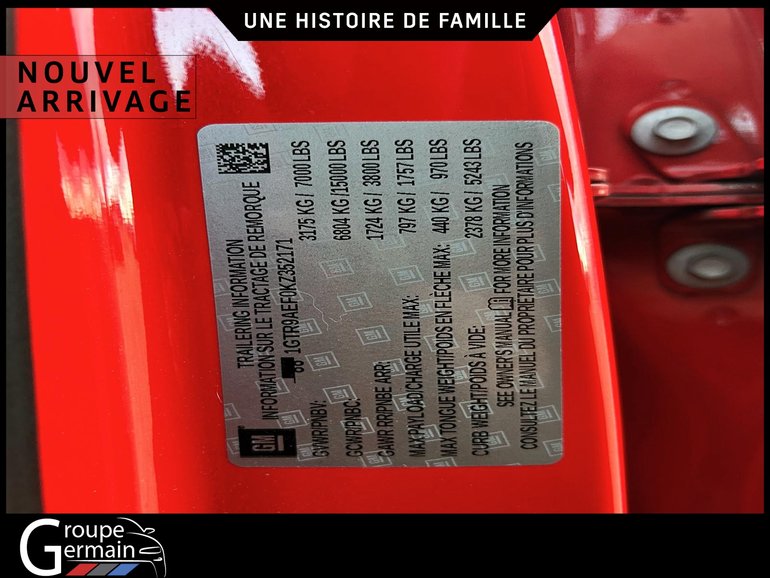 UNE HISTOIRE DE FAMILLE
NOUVEL
ARRIVAGE
GM
TRAILERING INFORMATION
INFORMATION SUR LE TRACTAGE DE REMORQUE
1GTR9AEF0KZ352171
GVWR/PNBV: 3175 KG / 7000 LBS
GCWR/PNBC: 6804 KG / 15000 LBS
GAWR RR/PNBE ARR: 1724 KG / 3800 LBS
MAX PAYLOAD/CHARGE UTILE MAX: 797 KG / 1757 LBS
MAX TONGUE WEIGHT/POIDS EN FLÈCHE MAX: 440 KG / 970 LBS
CURB WEIGHT/POIDS À VIDE: 2378 KG / 5243 LBS
SEE OWNER'S MANUAL FOR MORE INFORMATION
CONSULTEZ LE MANUEL DU PROPRIÉTAIRE POUR PLUS D'INFORMATIONS
Groupe
Germain